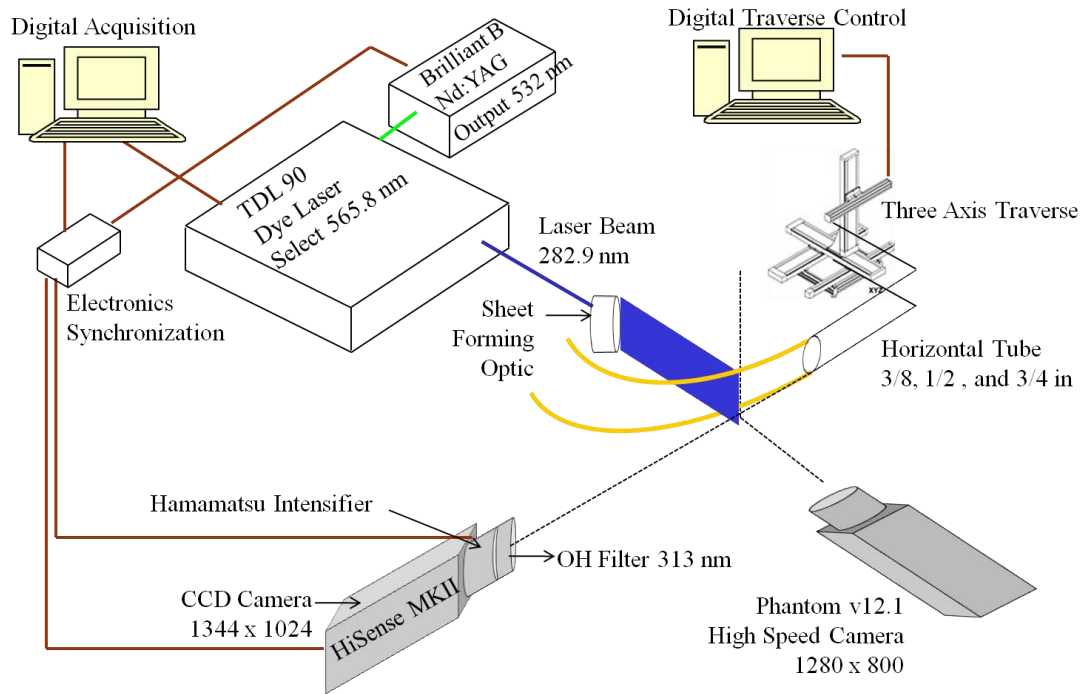 Digital Acquisition
Digital Traverse Control
Brilliant B
Nd:YAG
Output 532 nm
TDL 90
Dye Laser
Select 565.8 nm
Laser Beam
282.9 nm
Three Axis Traverse
XYZ
Electronics
Synchronization
Sheet
Forming
Optic
Horizontal Tube
3/8, 1/2 , and 3/4 in
Hamamatsu Intensifier
OH Filter 313 nm
CCD Camera
1344 x 1024
HiSense MKII
Phantom v12.1
High Speed Camera
1280 x 800